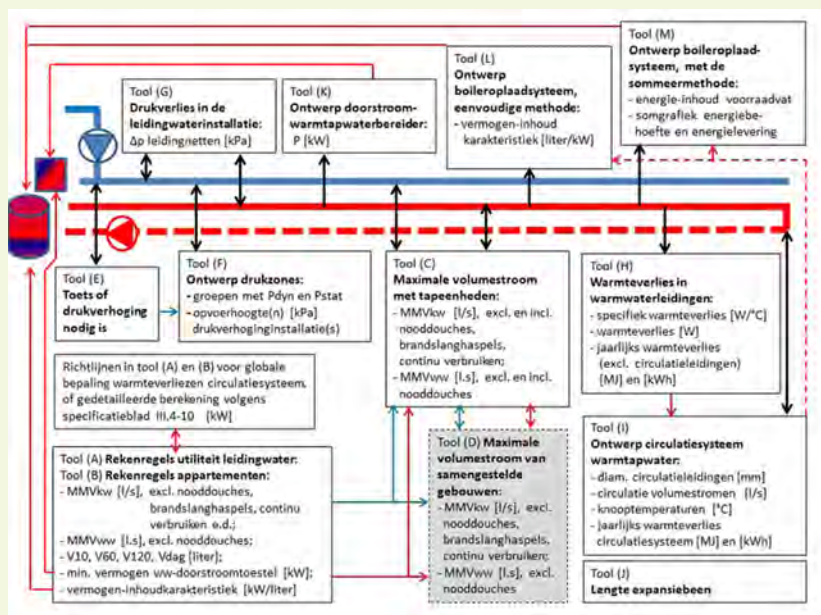 Tool (M)
Ontwerp boileroplaad-
systeem, met de
sommeermethode:
- energie-inhoud voorraadvat
- somgrafiek energiebe-
hoefte en energielevering
Tool (L)
Ontwerp
boileroplaadsysteem,
eenvoudige methode:
- vermogen-inhoud
karakteristiek [liter/kW]
Tool (G)
Drukverlies in de
leidingwaterinstallatie:
Δp leidingnetten [kPa]
Tool (K)
Ontwerp doorstroom-
warmtapwaterbereider:
P [kW]
Tool (E)
Toets of
drukverhoging
nodig is
Tool (F)
Ontwerp drukzones:
- groepen met Pdyn en Pstat
- opvoerhoogte(n) [kPa]
drukverhoginginstallatie(s)
Tool (C)
Maximale volumestroom
met tapeenheden:
- MMVkw [l/s], excl. en incl.
nooddouches,
brandslanghaspels,
continu verbruiken;
- MMVww [l.s], excl. en incl.
nooddouches
Tool (H)
Warmteverlies in
warmwaterleidingen:
- specifiek warmteverlies [W/°C]
- warmteverlies [W]
- jaarlijks warmteverlies
(excl. circulatieleidingen)
[MJ] en [kWh]
Richtlijnen in tool (A) en (B) voor globale
bepaling warmteverliezen circulatiesysteem,
of gedetailleerde berekening volgens
specificatieblad III.4-10 [kW]
Tool (A) Rekenregels utiliteit leidingwater:
Tool (B) Rekenregels appartementen:
- MMVkw [l/s], excl. nooddouches,
brandslanghaspels, continu
verbruiken e.d.;
- MMVww [l.s], excl. nooddouches;
- V10, V60, V120, Vdag [liter];
- min. vermogen ww-doorstroomtoestel [kW];
- vermogen-inhoudkarakteristiek [kW/liter]
Tool (D) Maximale
volumestroom van
samengestelde
gebouwen:
- MMVkw [l/s], excl.
nooddouches,
brandslanghaspels,
continu verbruiken;
- MMVww [l.s], excl.
nooddouches
Tool (I)
Ontwerp circulatiesysteem
warmtapwater:
- diam. circulatieleidingen [mm]
- circulatie volumestromen [l/s]
- knooptemperaturen [°C]
- jaarlijks warmteverlies
circulatiesysteem [MJ] en [kWh]
Tool (J)
Lengte expansiebeen